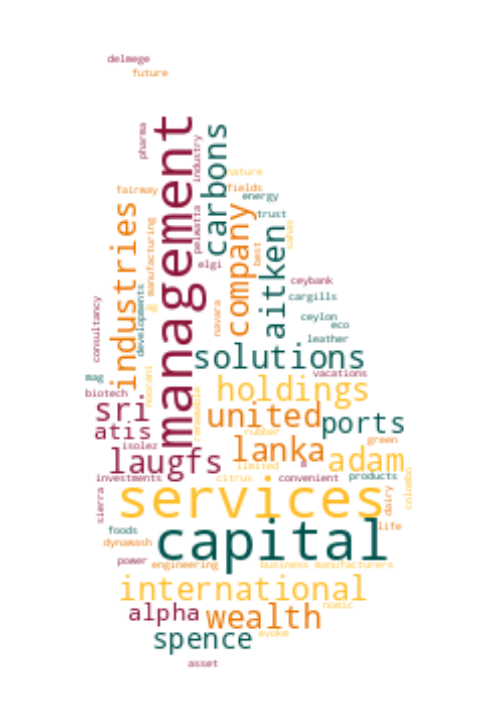 delmege
future
management
pharma
industry
carbons
nature
fairway
fields
energy
industries
company
trust
manufacturing
pelwatta
aitken
best
elgi
ceybank
developments
cargills
consultancy
navara
ceylon
eco
leather
solutions
vacations
mag
biotech
holdings
renewable
sri
united
ports
atis
rubber
green
isolez
lanka
laugfs
limited
adam
investments
citrus
convenient
products
colombo
sierra
services
dairy
life
foods
capital
dynawash
power
engineering
business
manufacturers
international
nomic
alpha
wealth
spence
evoke
asset